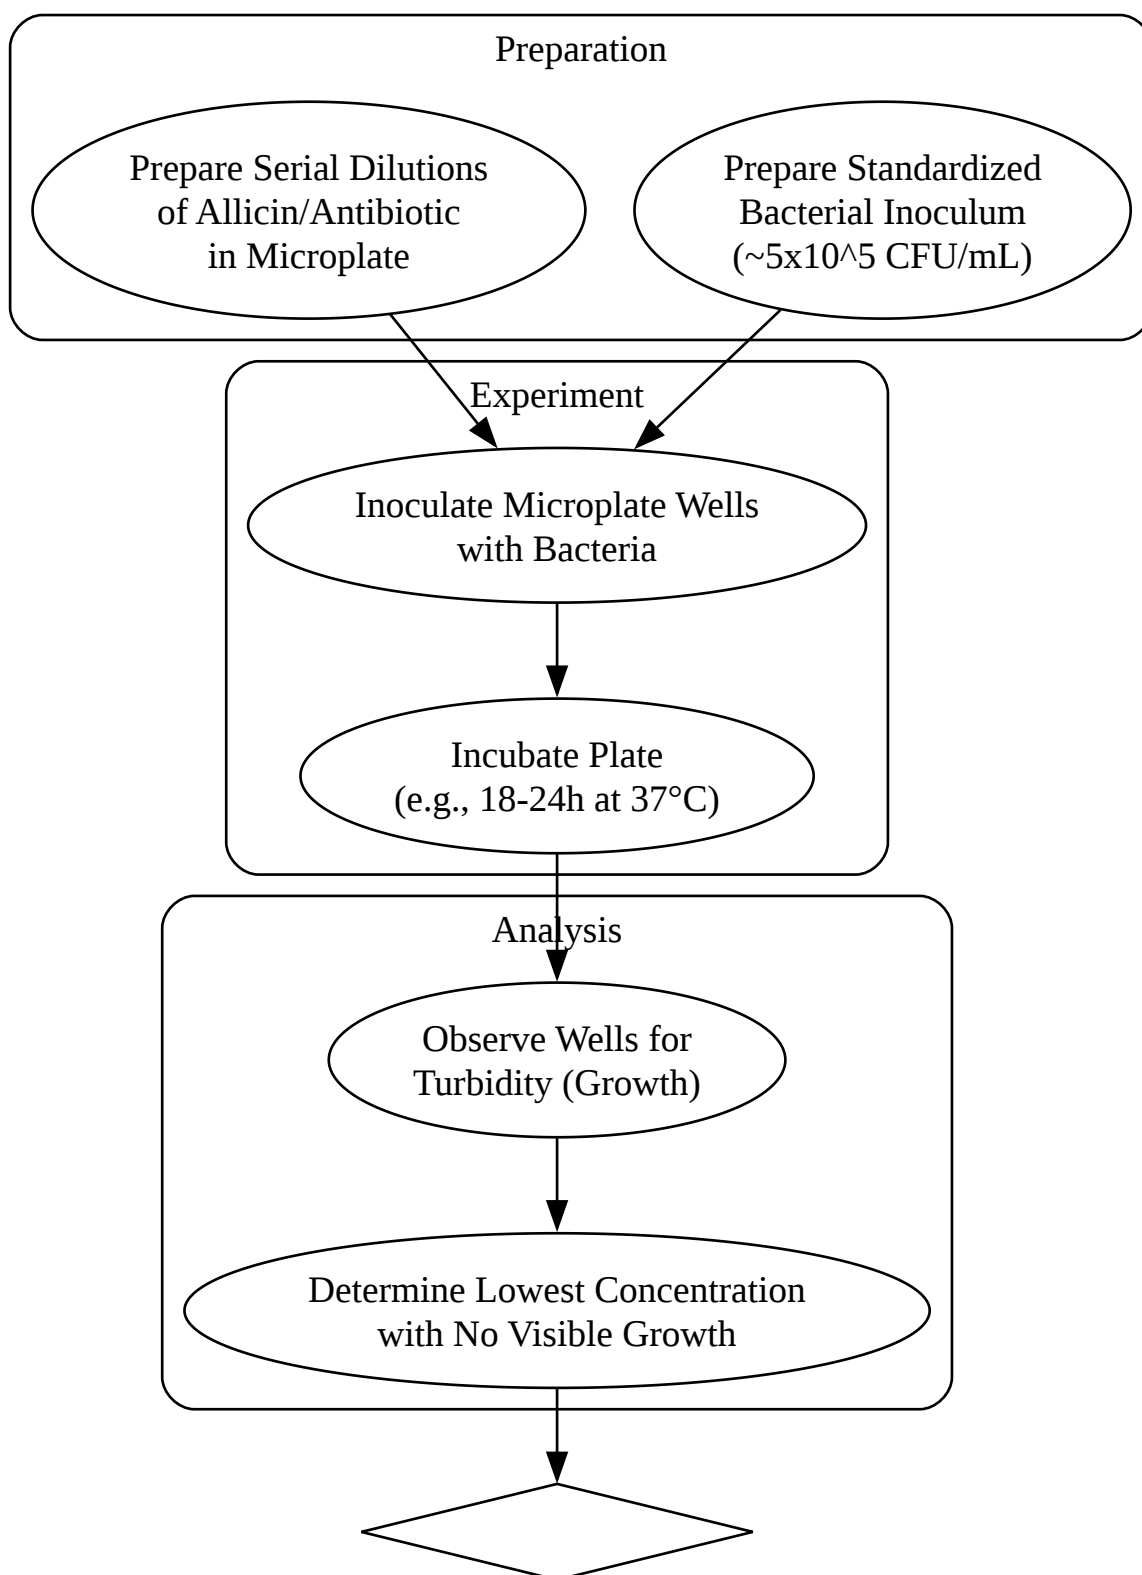 Preparation
Prepare Serial Dilutions
of Allicin/Antibiotic
in Microplate
Prepare Standardized
Bacterial Inoculum
(~5x10^5 CFU/mL)
Experiment
Inoculate Microplate Wells
with Bacteria
Incubate Plate
(e.g., 18-24h at 37°C)
Analysis
Observe Wells for
Turbidity (Growth)
Determine Lowest Concentration
with No Visible Growth